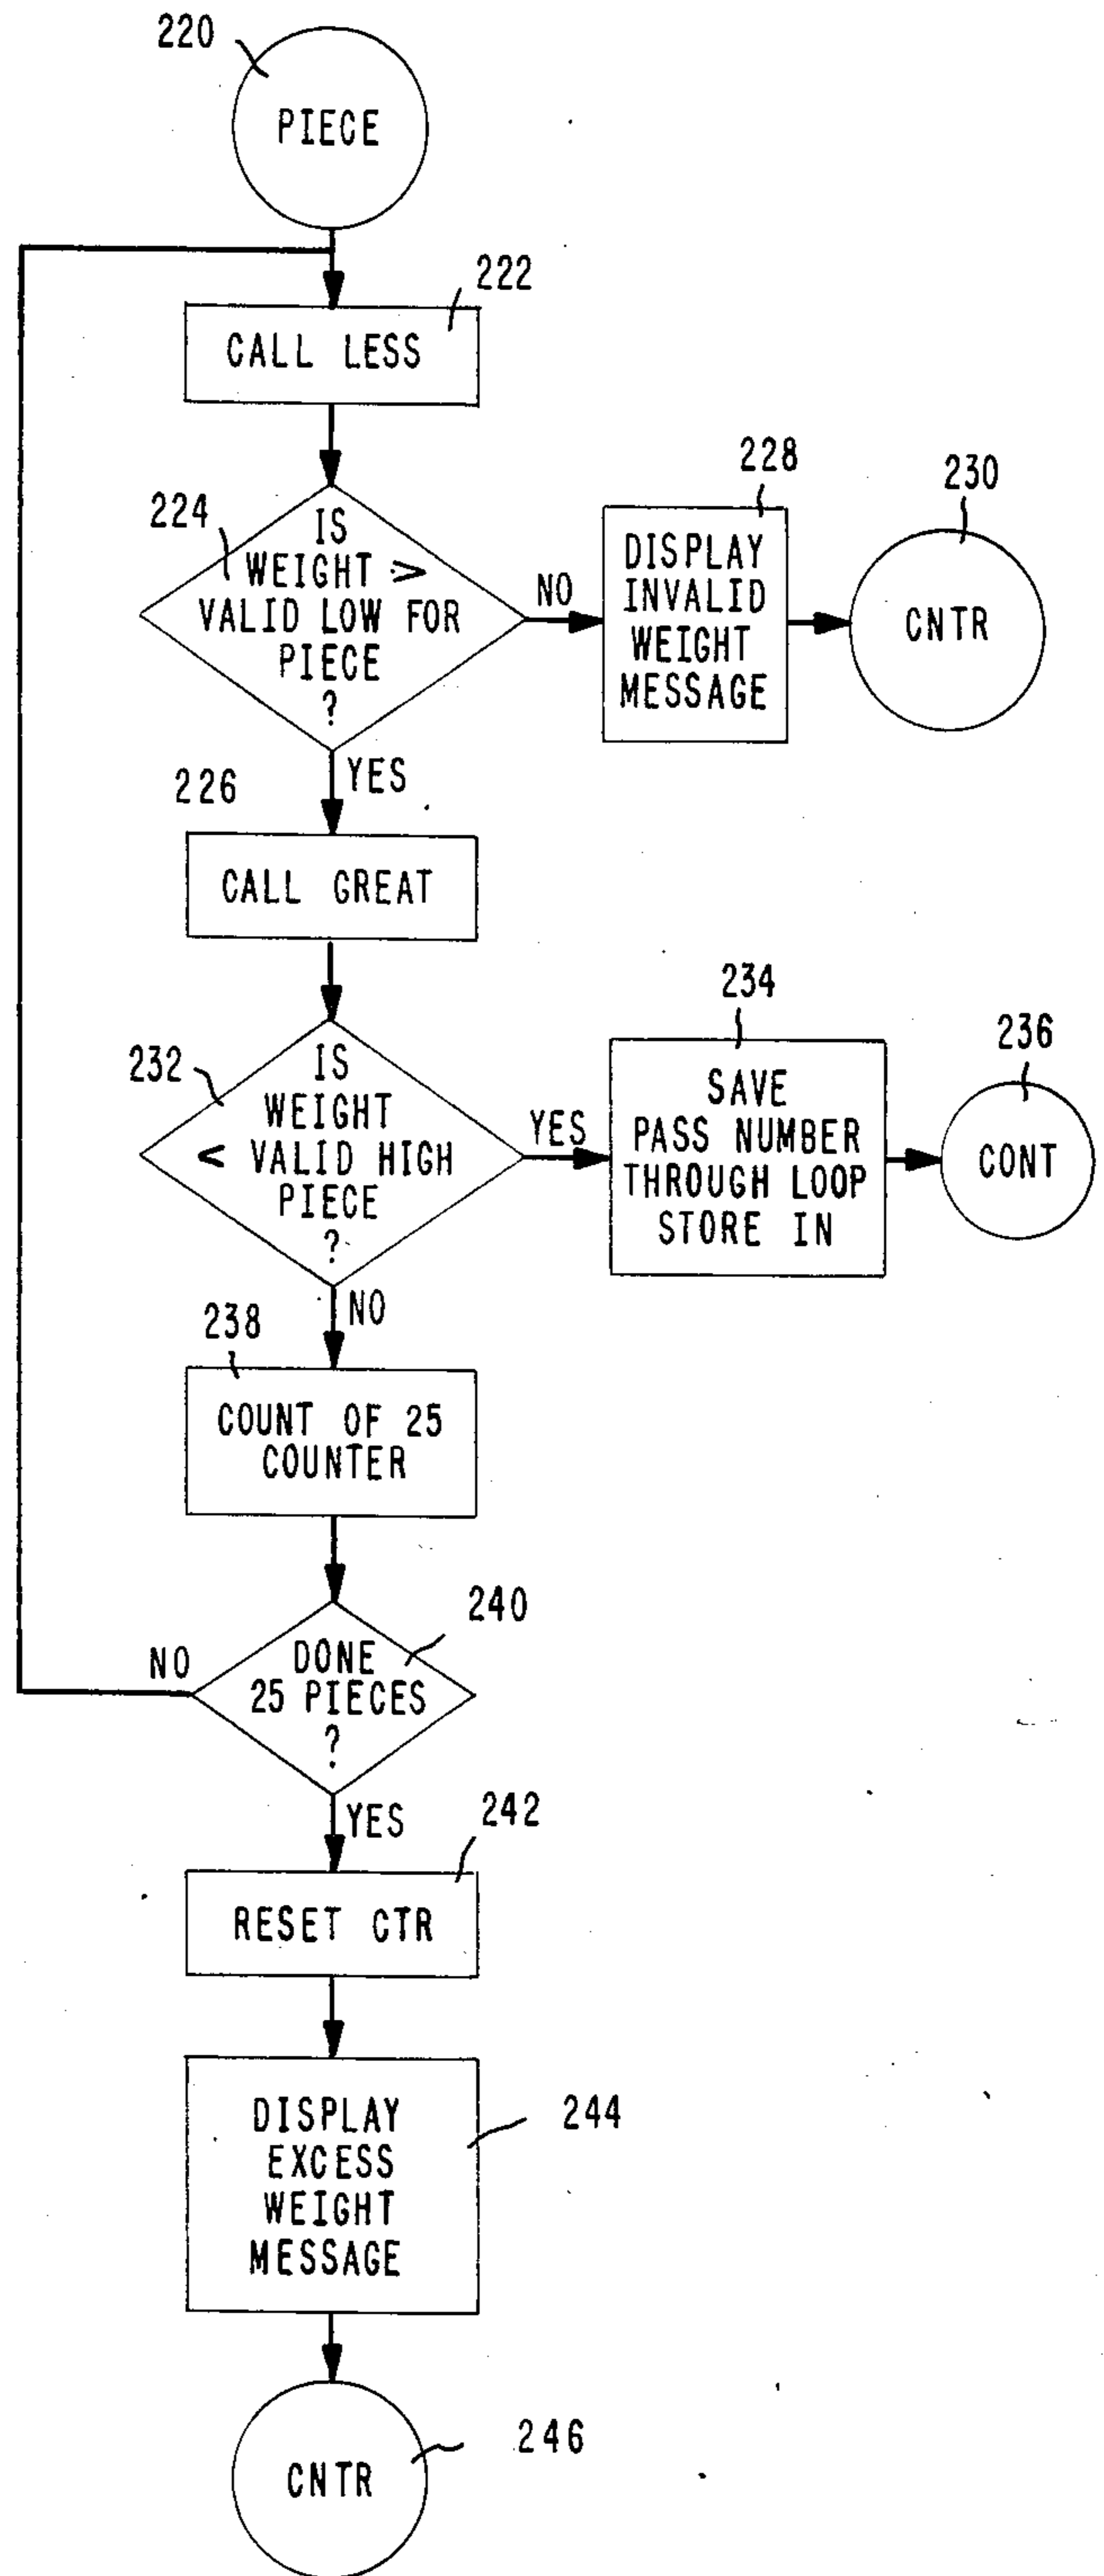 220
PIECE
222
CALL LESS
224
IS
WEIGHT >
VALID LOW FOR
PIECE
?
NO
228
DISPLAY
INVALID
WEIGHT
MESSAGE
230
CNTR
YES
226
CALL GREAT
232
IS
WEIGHT
< VALID HIGH
PIECE
?
YES
234
SAVE
PASS NUMBER
THROUGH LOOP
STORE IN
236
CONT
NO
238
COUNT OF 25
COUNTER
240
DONE
25 PIECES
?
NO
YES
242
RESET CTR
244
DISPLAY
EXCESS
WEIGHT
MESSAGE
246
CNTR